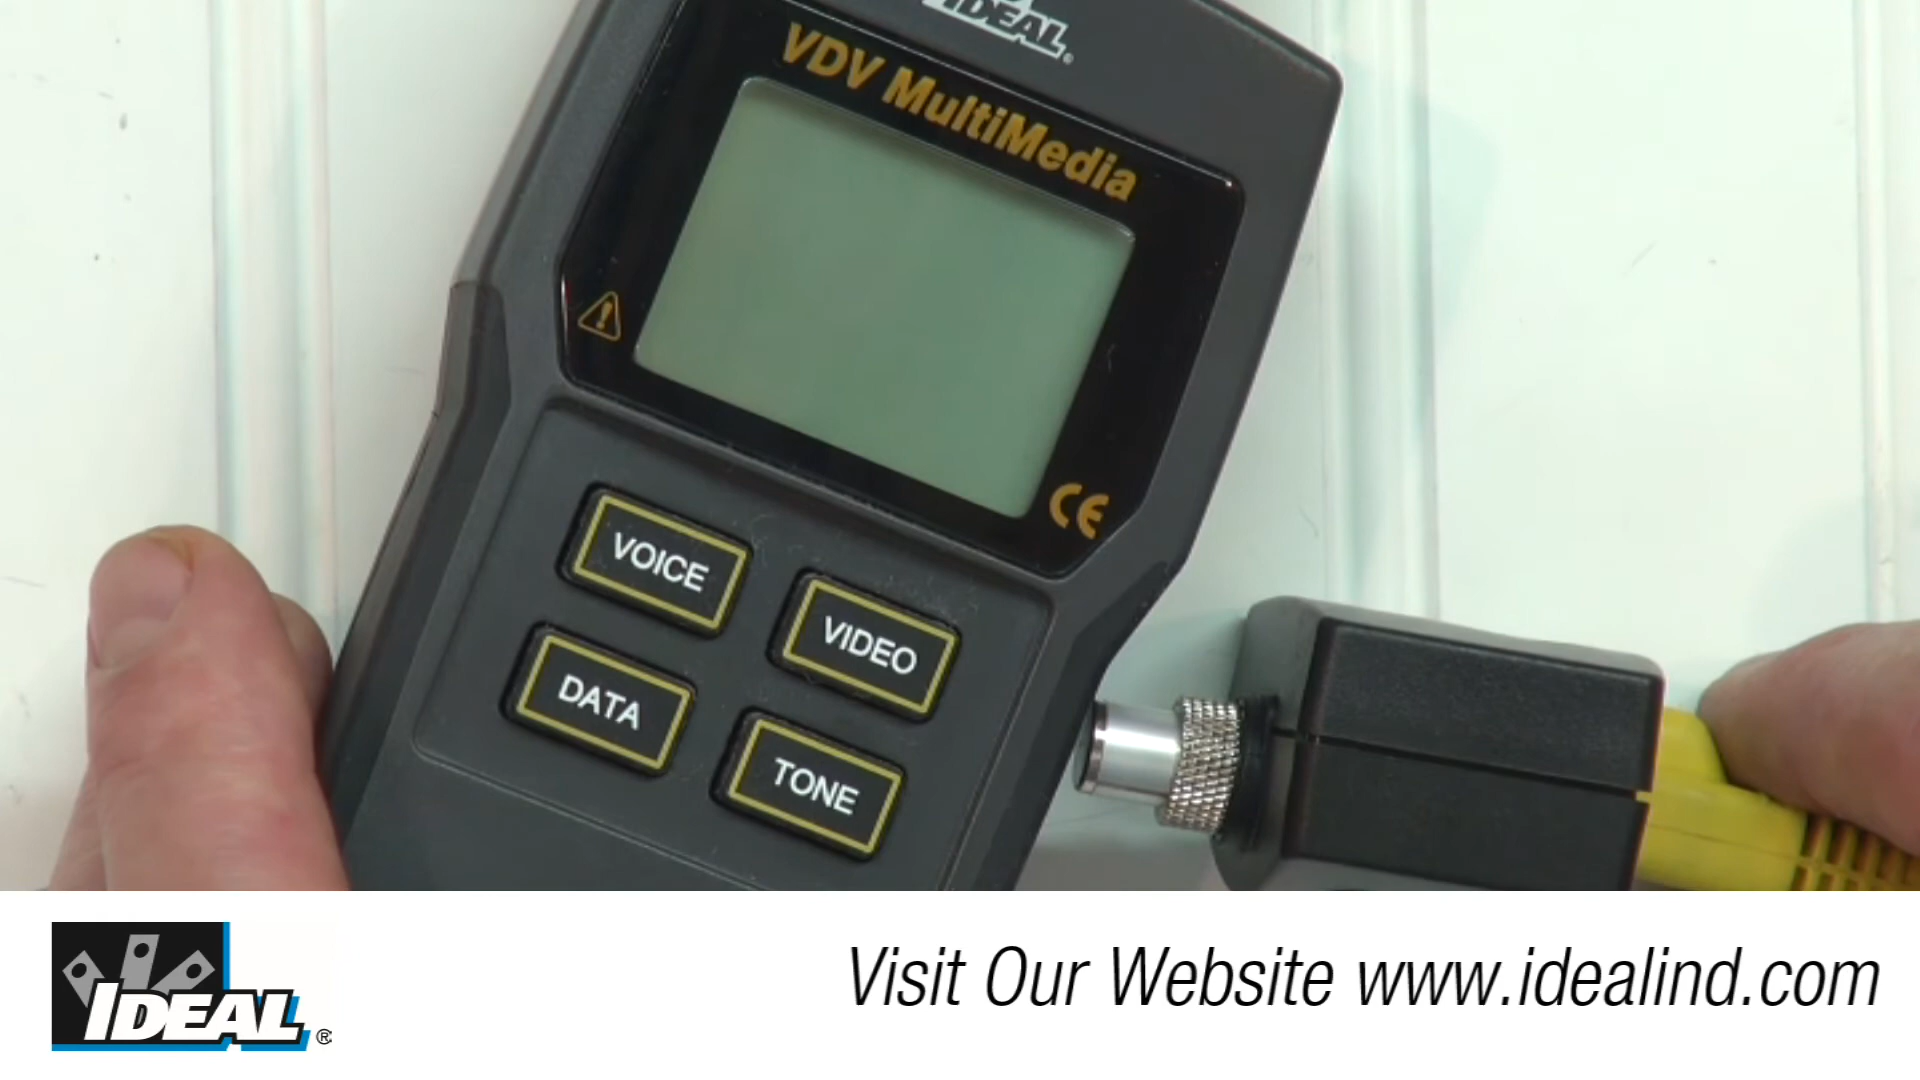 IDEAL®
VDV MultiMedia
CE
VOICE
VIDEO
DATA
TONE
IDEAL®
Visit Our Website www.idealind.com